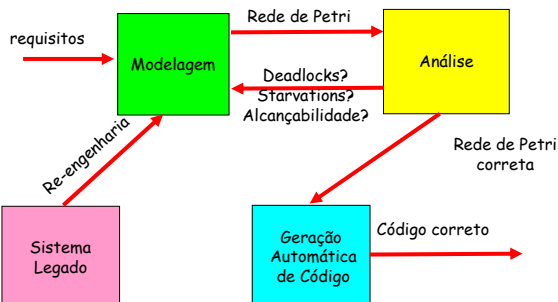 Rede de Petri
requisitos
Modelagem
Análise
Deadlocks?
Starvations?
Alcançabilidade?
Re-engenharia
Rede de Petri
correta
Sistema
Legado
Geração
Automática
de Código
Código correto